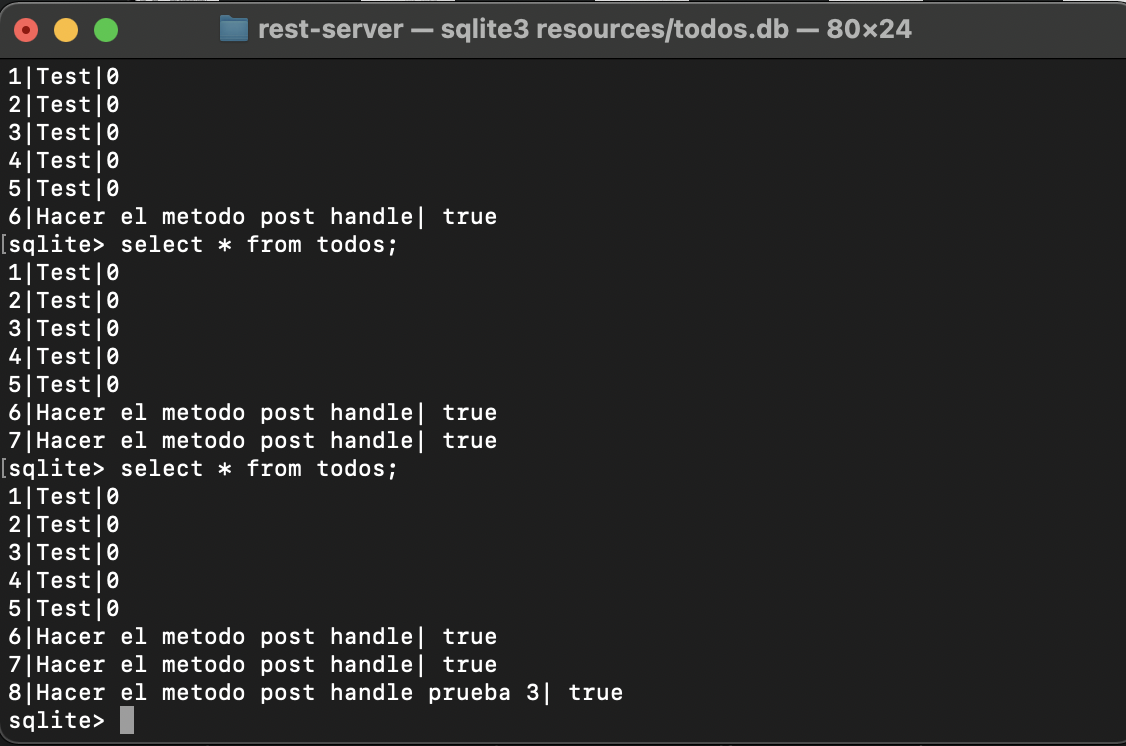 rest-server — sqlite3 resources/todos.db — 80×24
1|Test|0
2|Test|0
3|Test|0
4|Test|0
5|Test|0
6|Hacer el metodo post handle| true
[sqlite> select * from todos;
1|Test|0
2|Test|0
3|Test|0
4|Test|0
5|Test|0
6|Hacer el metodo post handle| true
7|Hacer el metodo post handle| true
[sqlite> select * from todos;
1|Test|0
2|Test|0
3|Test|0
4|Test|0
5|Test|0
6|Hacer el metodo post handle| true
7|Hacer el metodo post handle| true
8|Hacer el metodo post handle prueba 3| true
sqlite>